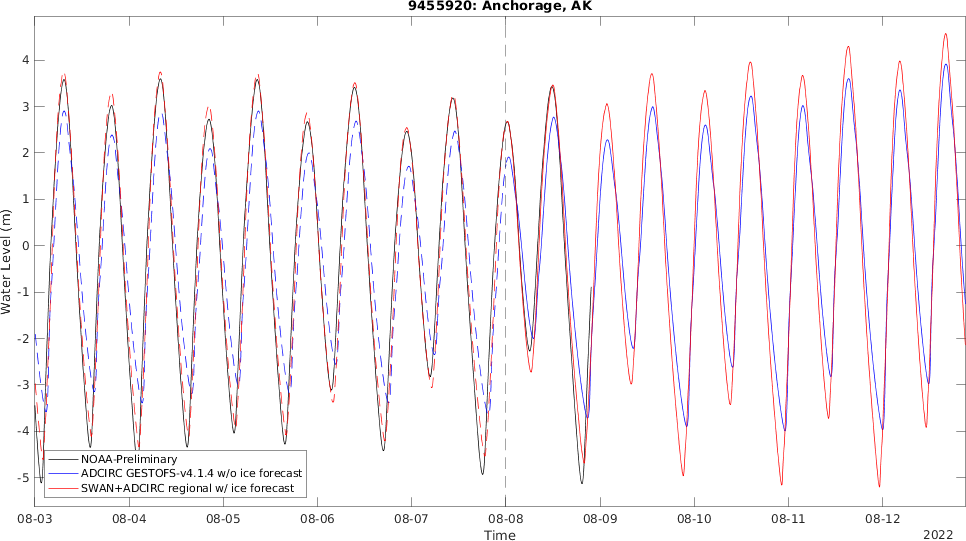 9455920: Anchorage, AK
Water Level (m)
4
3
2
1
0
-1
-2
-3
-4
-5
NOAA-Preliminary
ADCIRC GESTOFS-v4.1.4 w/o ice forecast
SWAN+ADCIRC regional w/ ice forecast
08-03 08-04 08-05 08-06 08-07 08-08 08-09 08-10 08-11 08-12
Time
2022